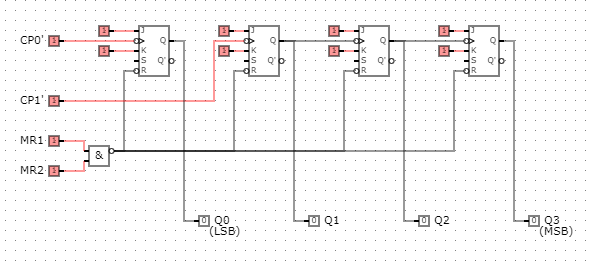 CP0' 1 1 1 J K S R Q Q' 1 1 J K S R Q Q' 1 1 J K S R Q Q' 1 1 J K S R Q Q'
CP1' 1
MR1 1
&
MR2 1
0 Q0 0 Q1 0 Q2 0 Q3
(LSB) (MSB)